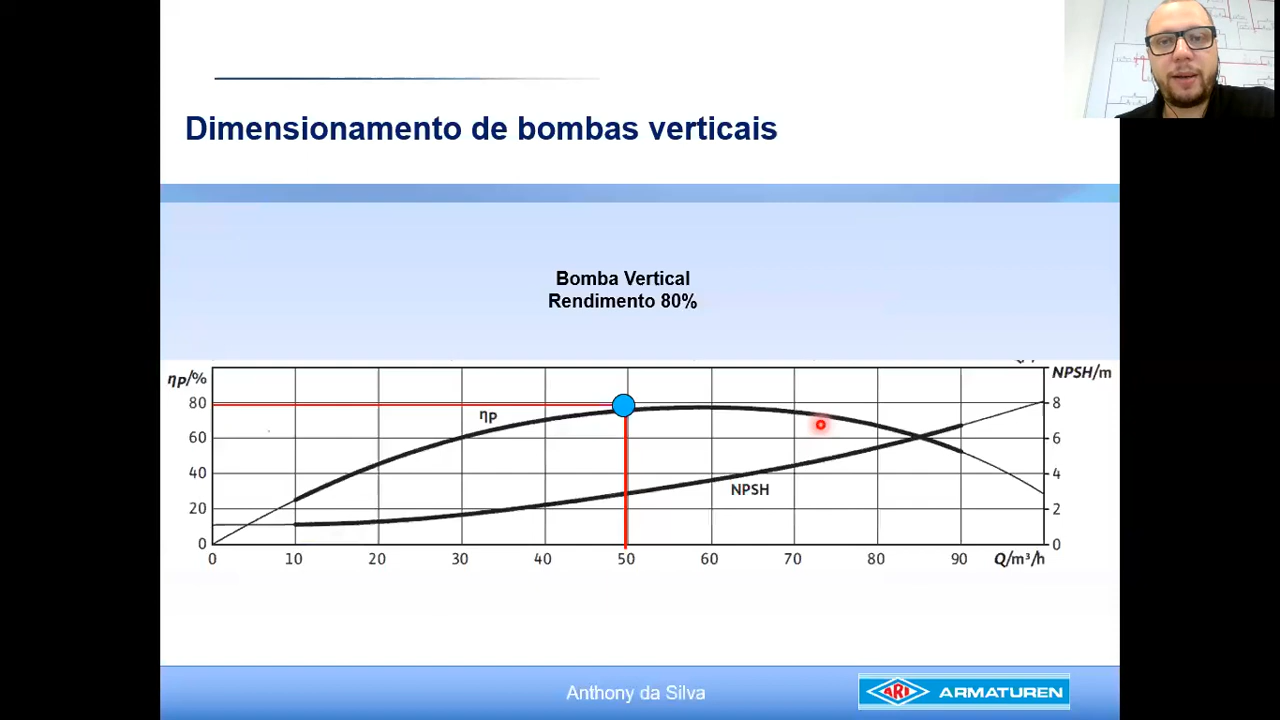 Dimensionamento de bombas verticais
Bomba Vertical
Rendimento 80%
ηP/%
NPSH/m
80
60
40
20
0
ηP
NPSH
8
6
4
2
0
0 10 20 30 40 50 60 70 80 90 Q/m³/h
Anthony da Silva
ARI ARMATUREN